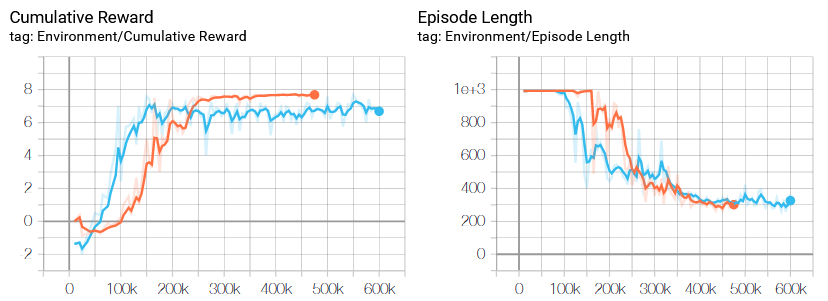 Cumulative Reward
tag: Environment/Cumulative Reward
8
6
4
2
0
2
0
100k
200k
300k
400k
500k
600k
Episode Length
tag: Environment/Episode Length
1e+3
800
600
400
200
0
0
100k
200k
300k
400k
500k
600k